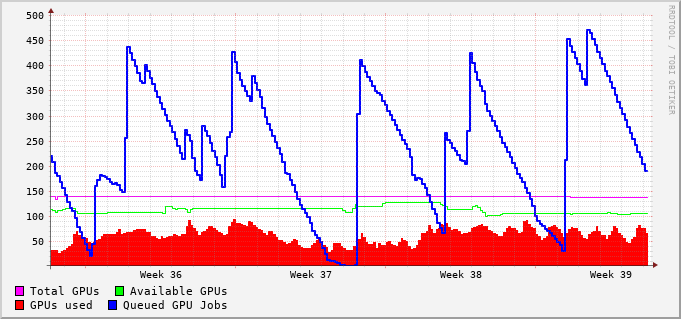 500
450
400
350
300
250
200
150
100
50
Week 36 Week 37 Week 38 Week 39
Total GPUs Available GPUs
GPUs used Queued GPU Jobs
RRDTOOL / TOBI OETIKER